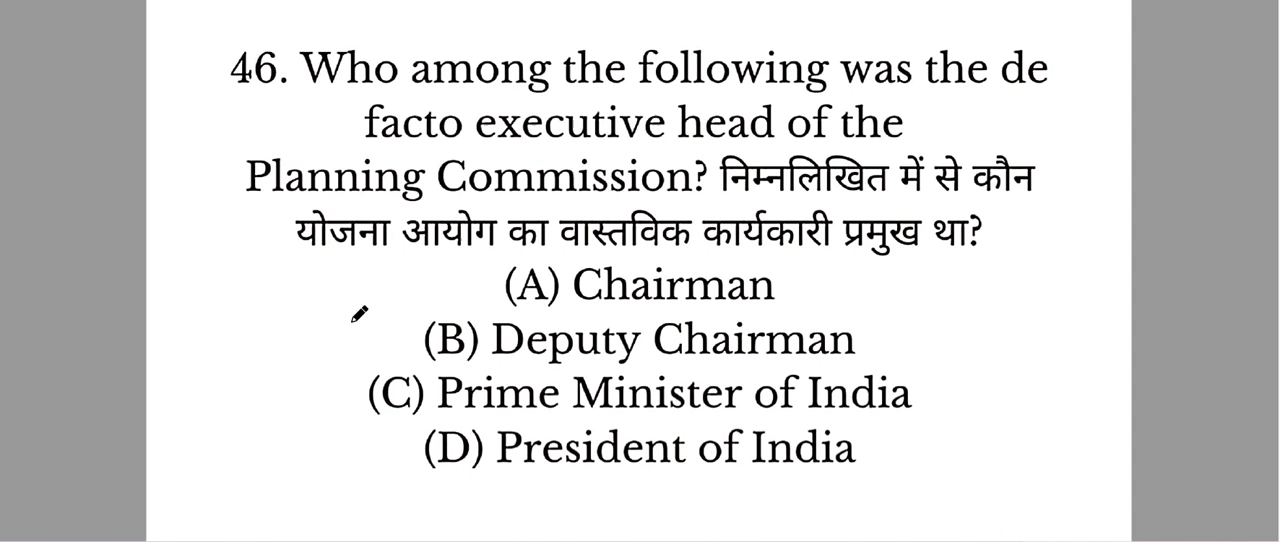 46. Who among the following was the de
facto executive head of the
Planning Commission? निम्नलिखित में से कौन
योजना आयोग का वास्तविक कार्यकारी प्रमुख था?
(A) Chairman
(B) Deputy Chairman
(C) Prime Minister of India
(D) President of India